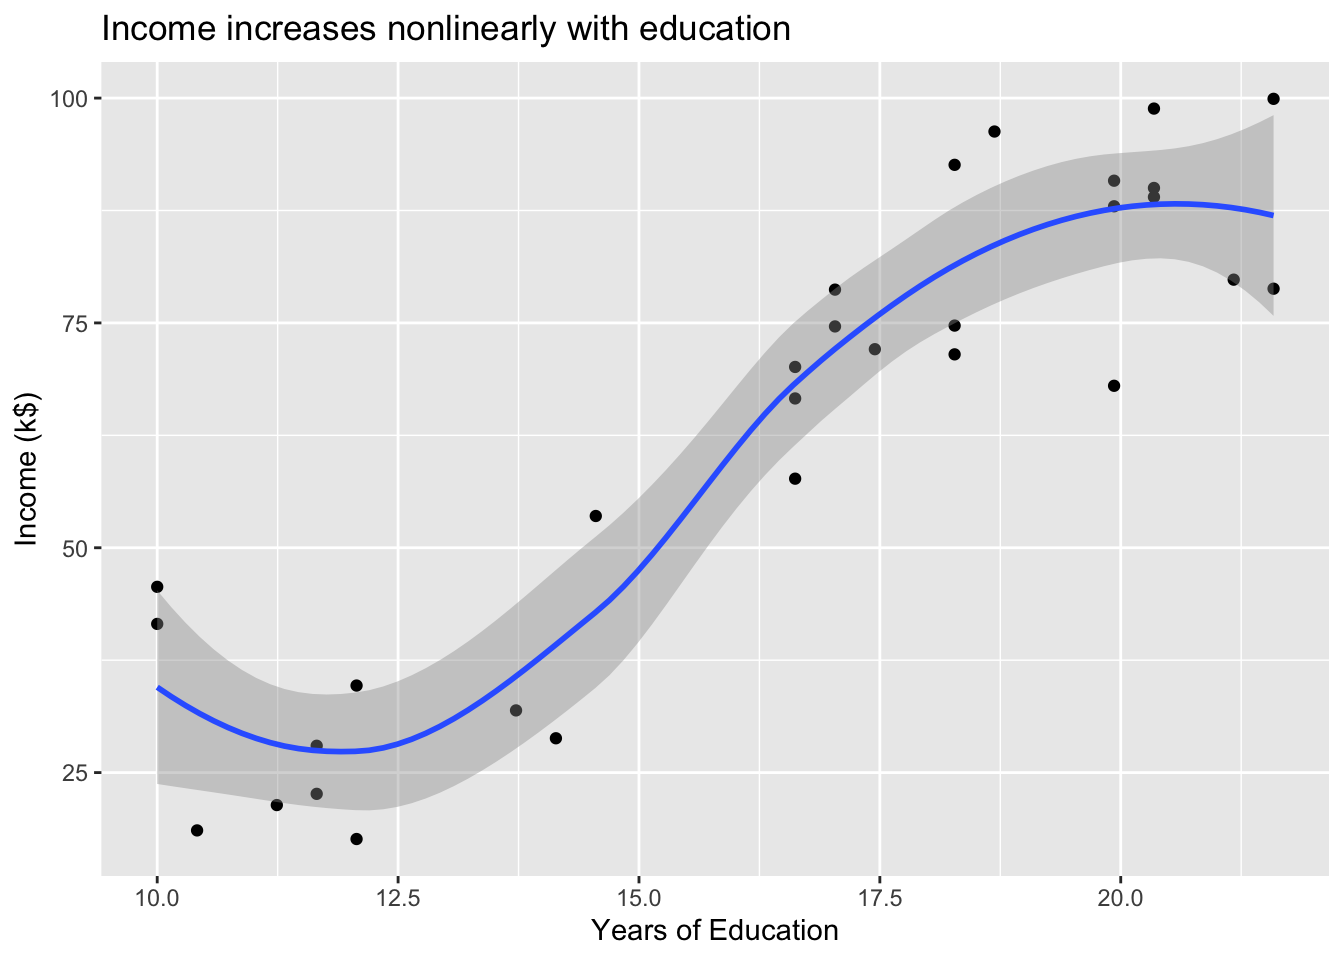 Income increases nonlinearly with education
100
75
50
25
Income (k$)
10.0 12.5 15.0 17.5 20.0
Years of Education